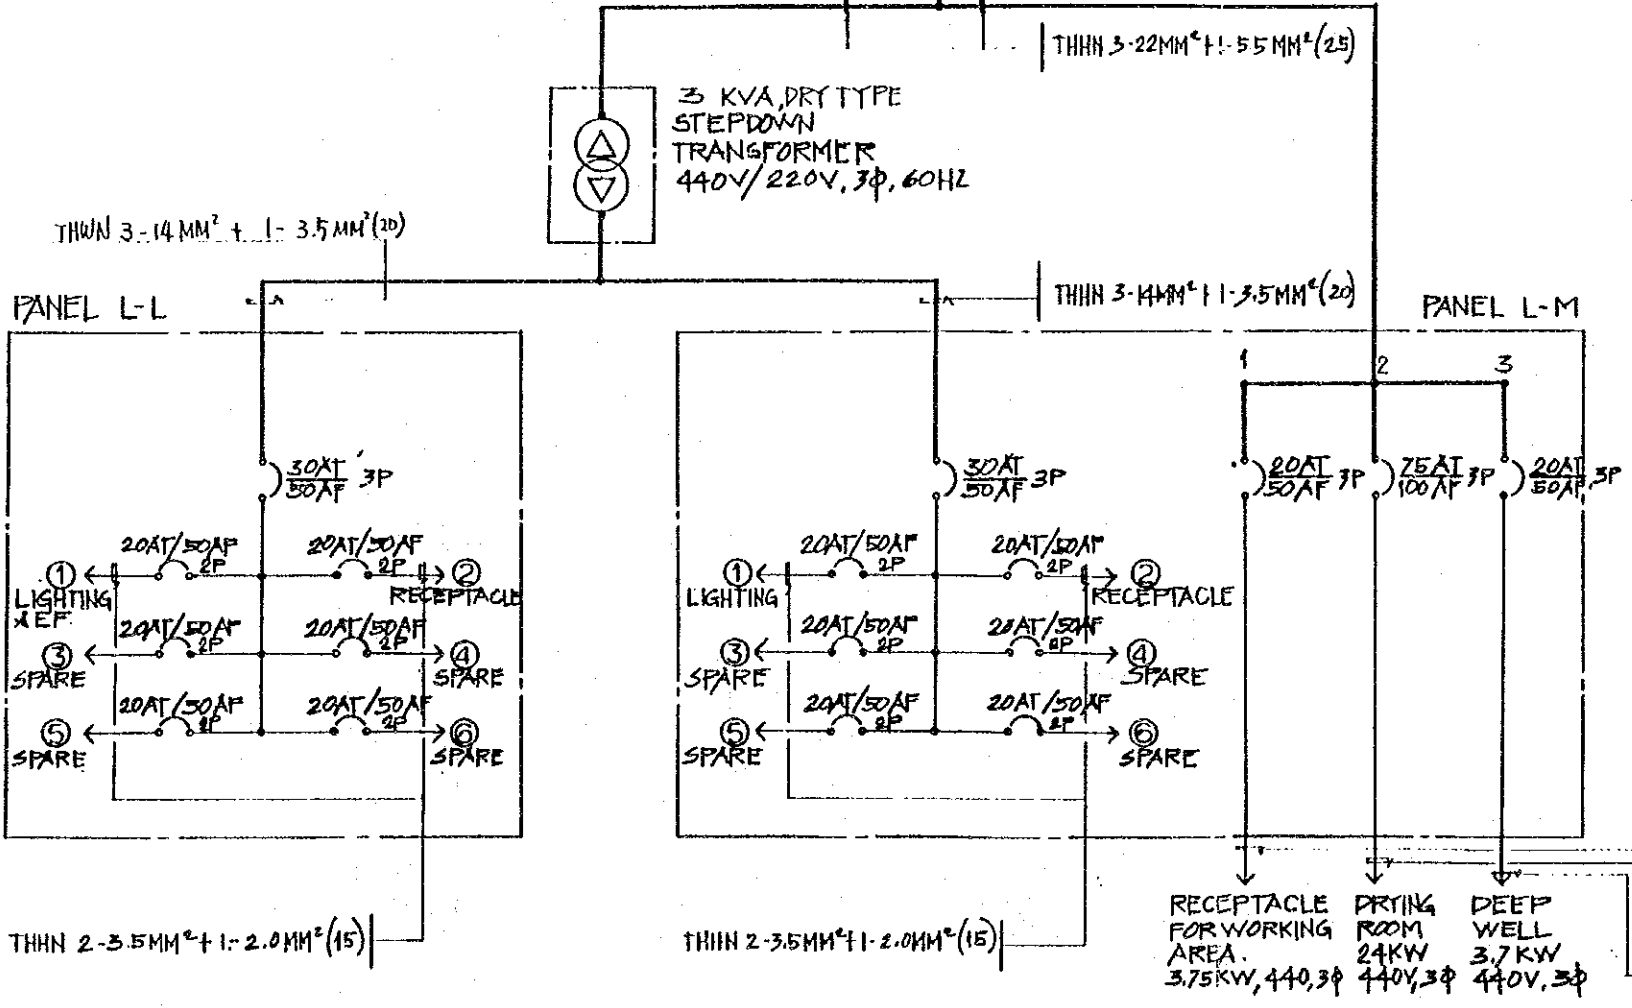 THHN 3-22MM² + 1-5.5MM² (25)
3 KVA, DRY TYPE
STEPDOWN
TRANSFORMER
440V/220V, 3φ, 60HZ
THWN 3-14MM² + 1-3.5MM² (20)
THHN 3-14MM² + 1-3.5MM² (20)
PANEL L-L
PANEL L-M
1
2
3
30AT
50AF 3P
30AT
50AF 3P
20AT
50AF 3P
75AT
100AF 3P
20AT
50AF 3P
20AT/50AF
2P
20AT/50AF
2P
1
LIGHTING
& EF
2
RECEPTACLE
20AT/50AF
2P
20AT/50AF
2P
3
SPARE
4
SPARE
20AT/50AF
2P
20AT/50AF
2P
5
SPARE
6
SPARE
20AT/50AF
2P
20AT/50AF
2P
1
LIGHTING
2
RECEPTACLE
20AT/50AF
2P
20AT/50AF
2P
3
SPARE
4
SPARE
20AT/50AF
2P
20AT/50AF
2P
5
SPARE
6
SPARE
THHN 2-3.5MM² + 1-2.0MM² (15)
THHN 2-3.5MM² + 1-2.0MM² (15)
RECEPTACLE
FOR WORKING
AREA.
3.75KW, 440, 3φ
DRYING
ROOM
24KW
440V, 3φ
DEEP
WELL
3.7KW
440V, 3φ